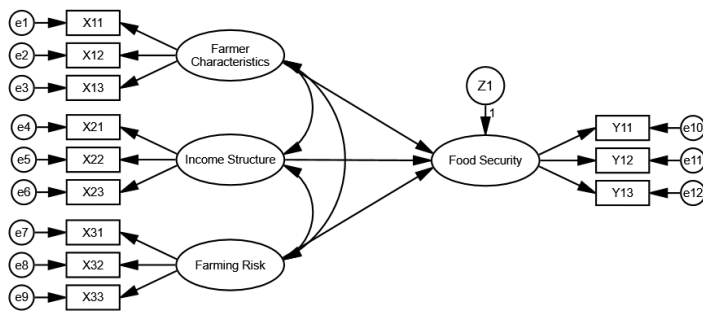 e1
X11
e2
X12
e3
X13
Farmer
Characteristics
e4
X21
e5
X22
e6
X23
Income Structure
e7
X31
e8
X32
e9
X33
Farming Risk
Z1
1
Food Security
Y11
e10
Y12
e11
Y13
e12